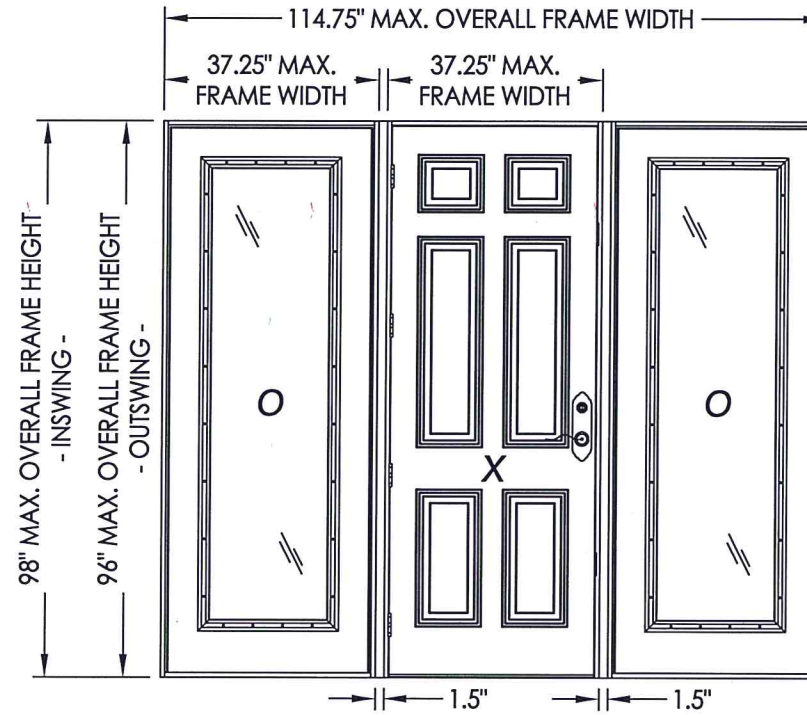 114.75" MAX. OVERALL FRAME WIDTH
37.25" MAX.
FRAME WIDTH
37.25" MAX.
FRAME WIDTH
98" MAX. OVERALL FRAME HEIGHT
- INSWING -
96" MAX. OVERALL FRAME HEIGHT
- OUTSWING -
O
X
O
1.5"
1.5"